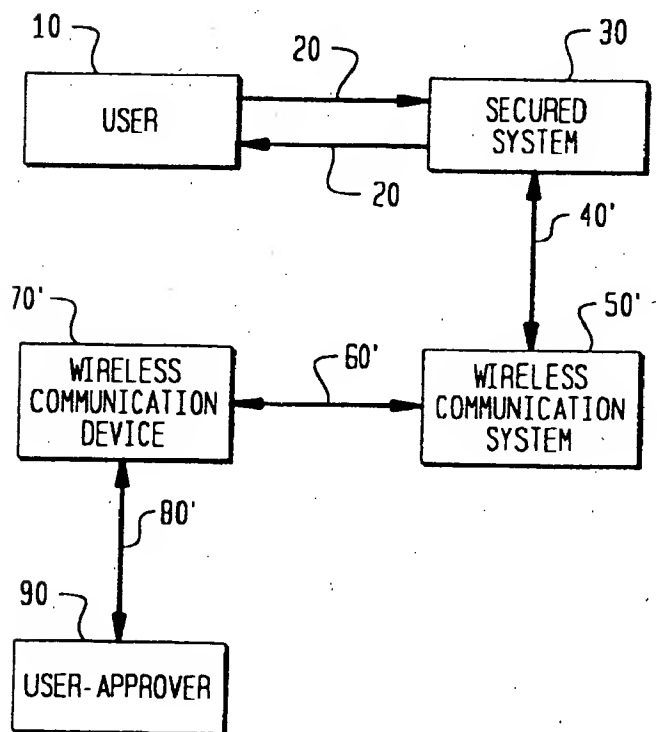 10
20
30
USER
SECURED
SYSTEM
20
40'
70'
50'
WIRELESS
COMMUNICATION
DEVICE
60'
WIRELESS
COMMUNICATION
SYSTEM
80'
90
USER-APPROVER